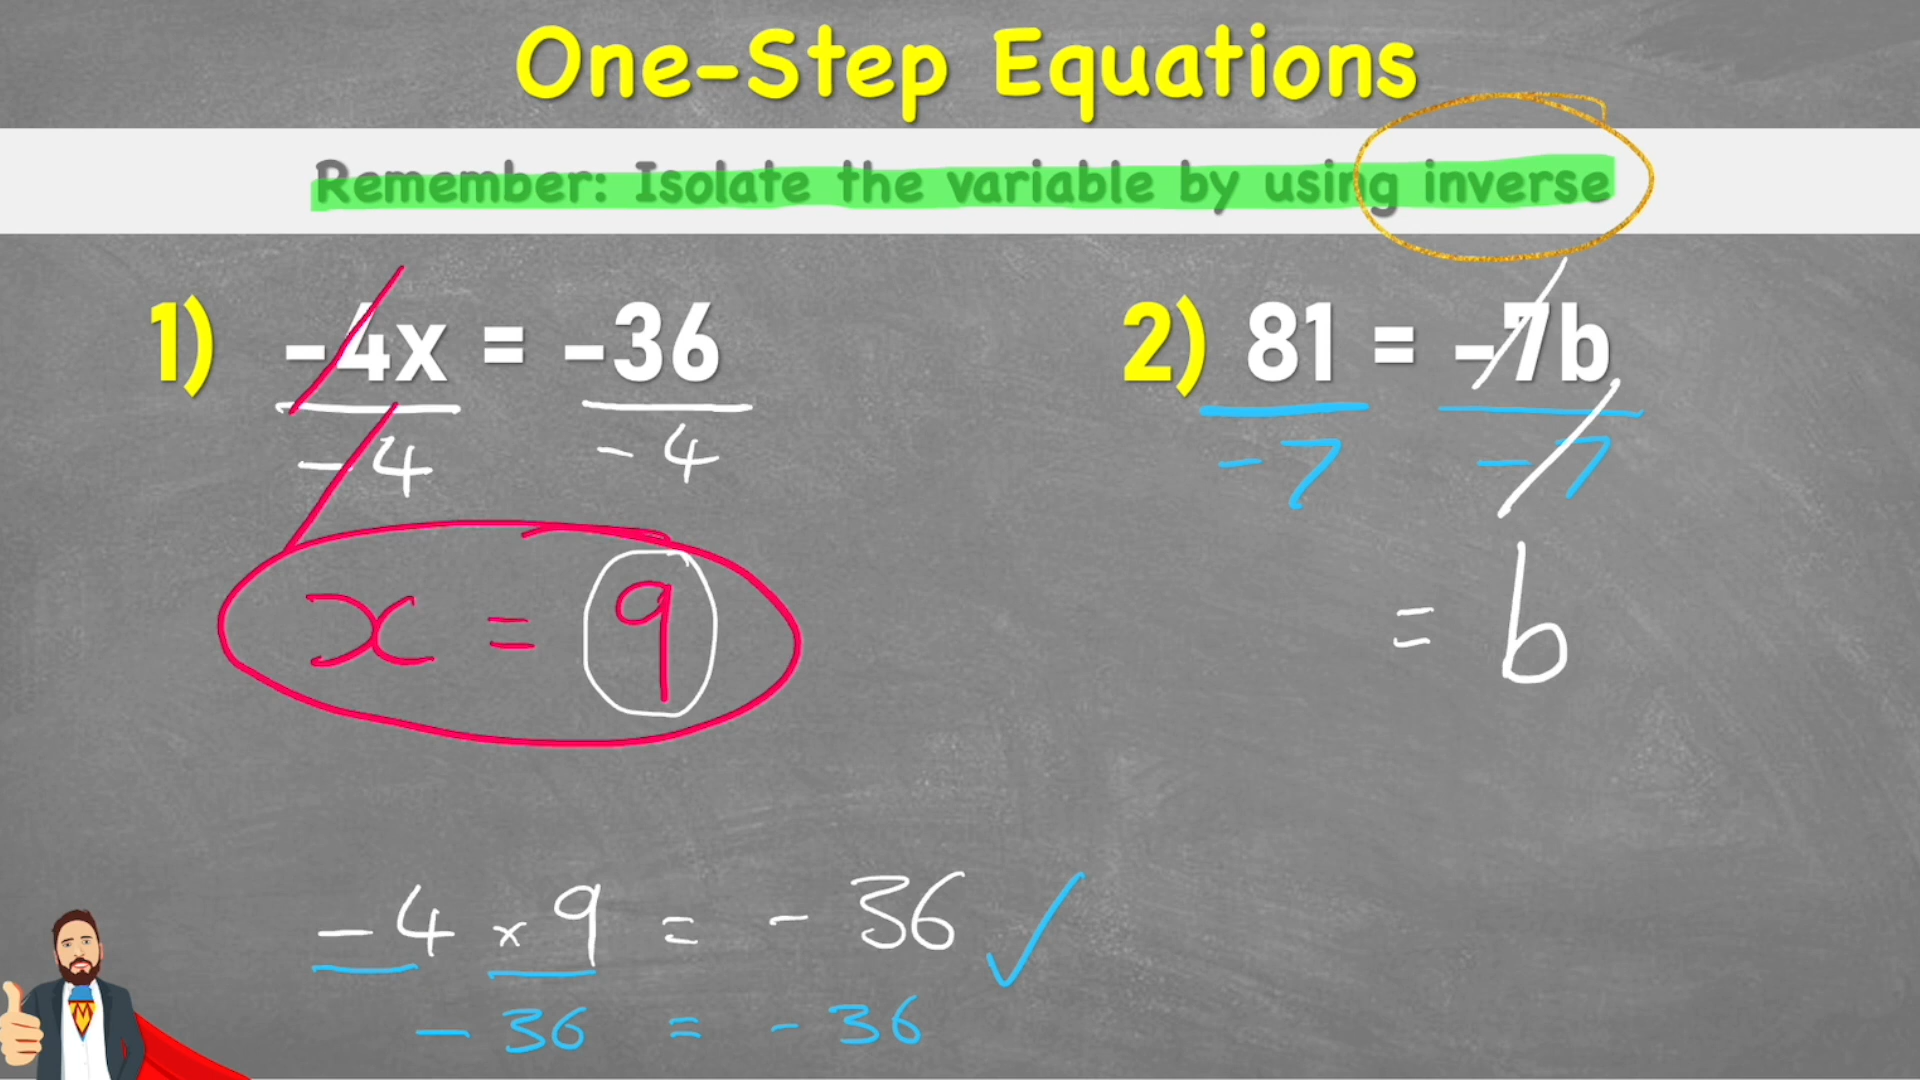 One-Step Equations
Remember: Isolate the variable by using inverse
1) -4x = -36
-4 -4
x = 9
2) 81 = -7b
-7 -7
= b
-4 x 9 = -36 ✓
-36 = -36
M